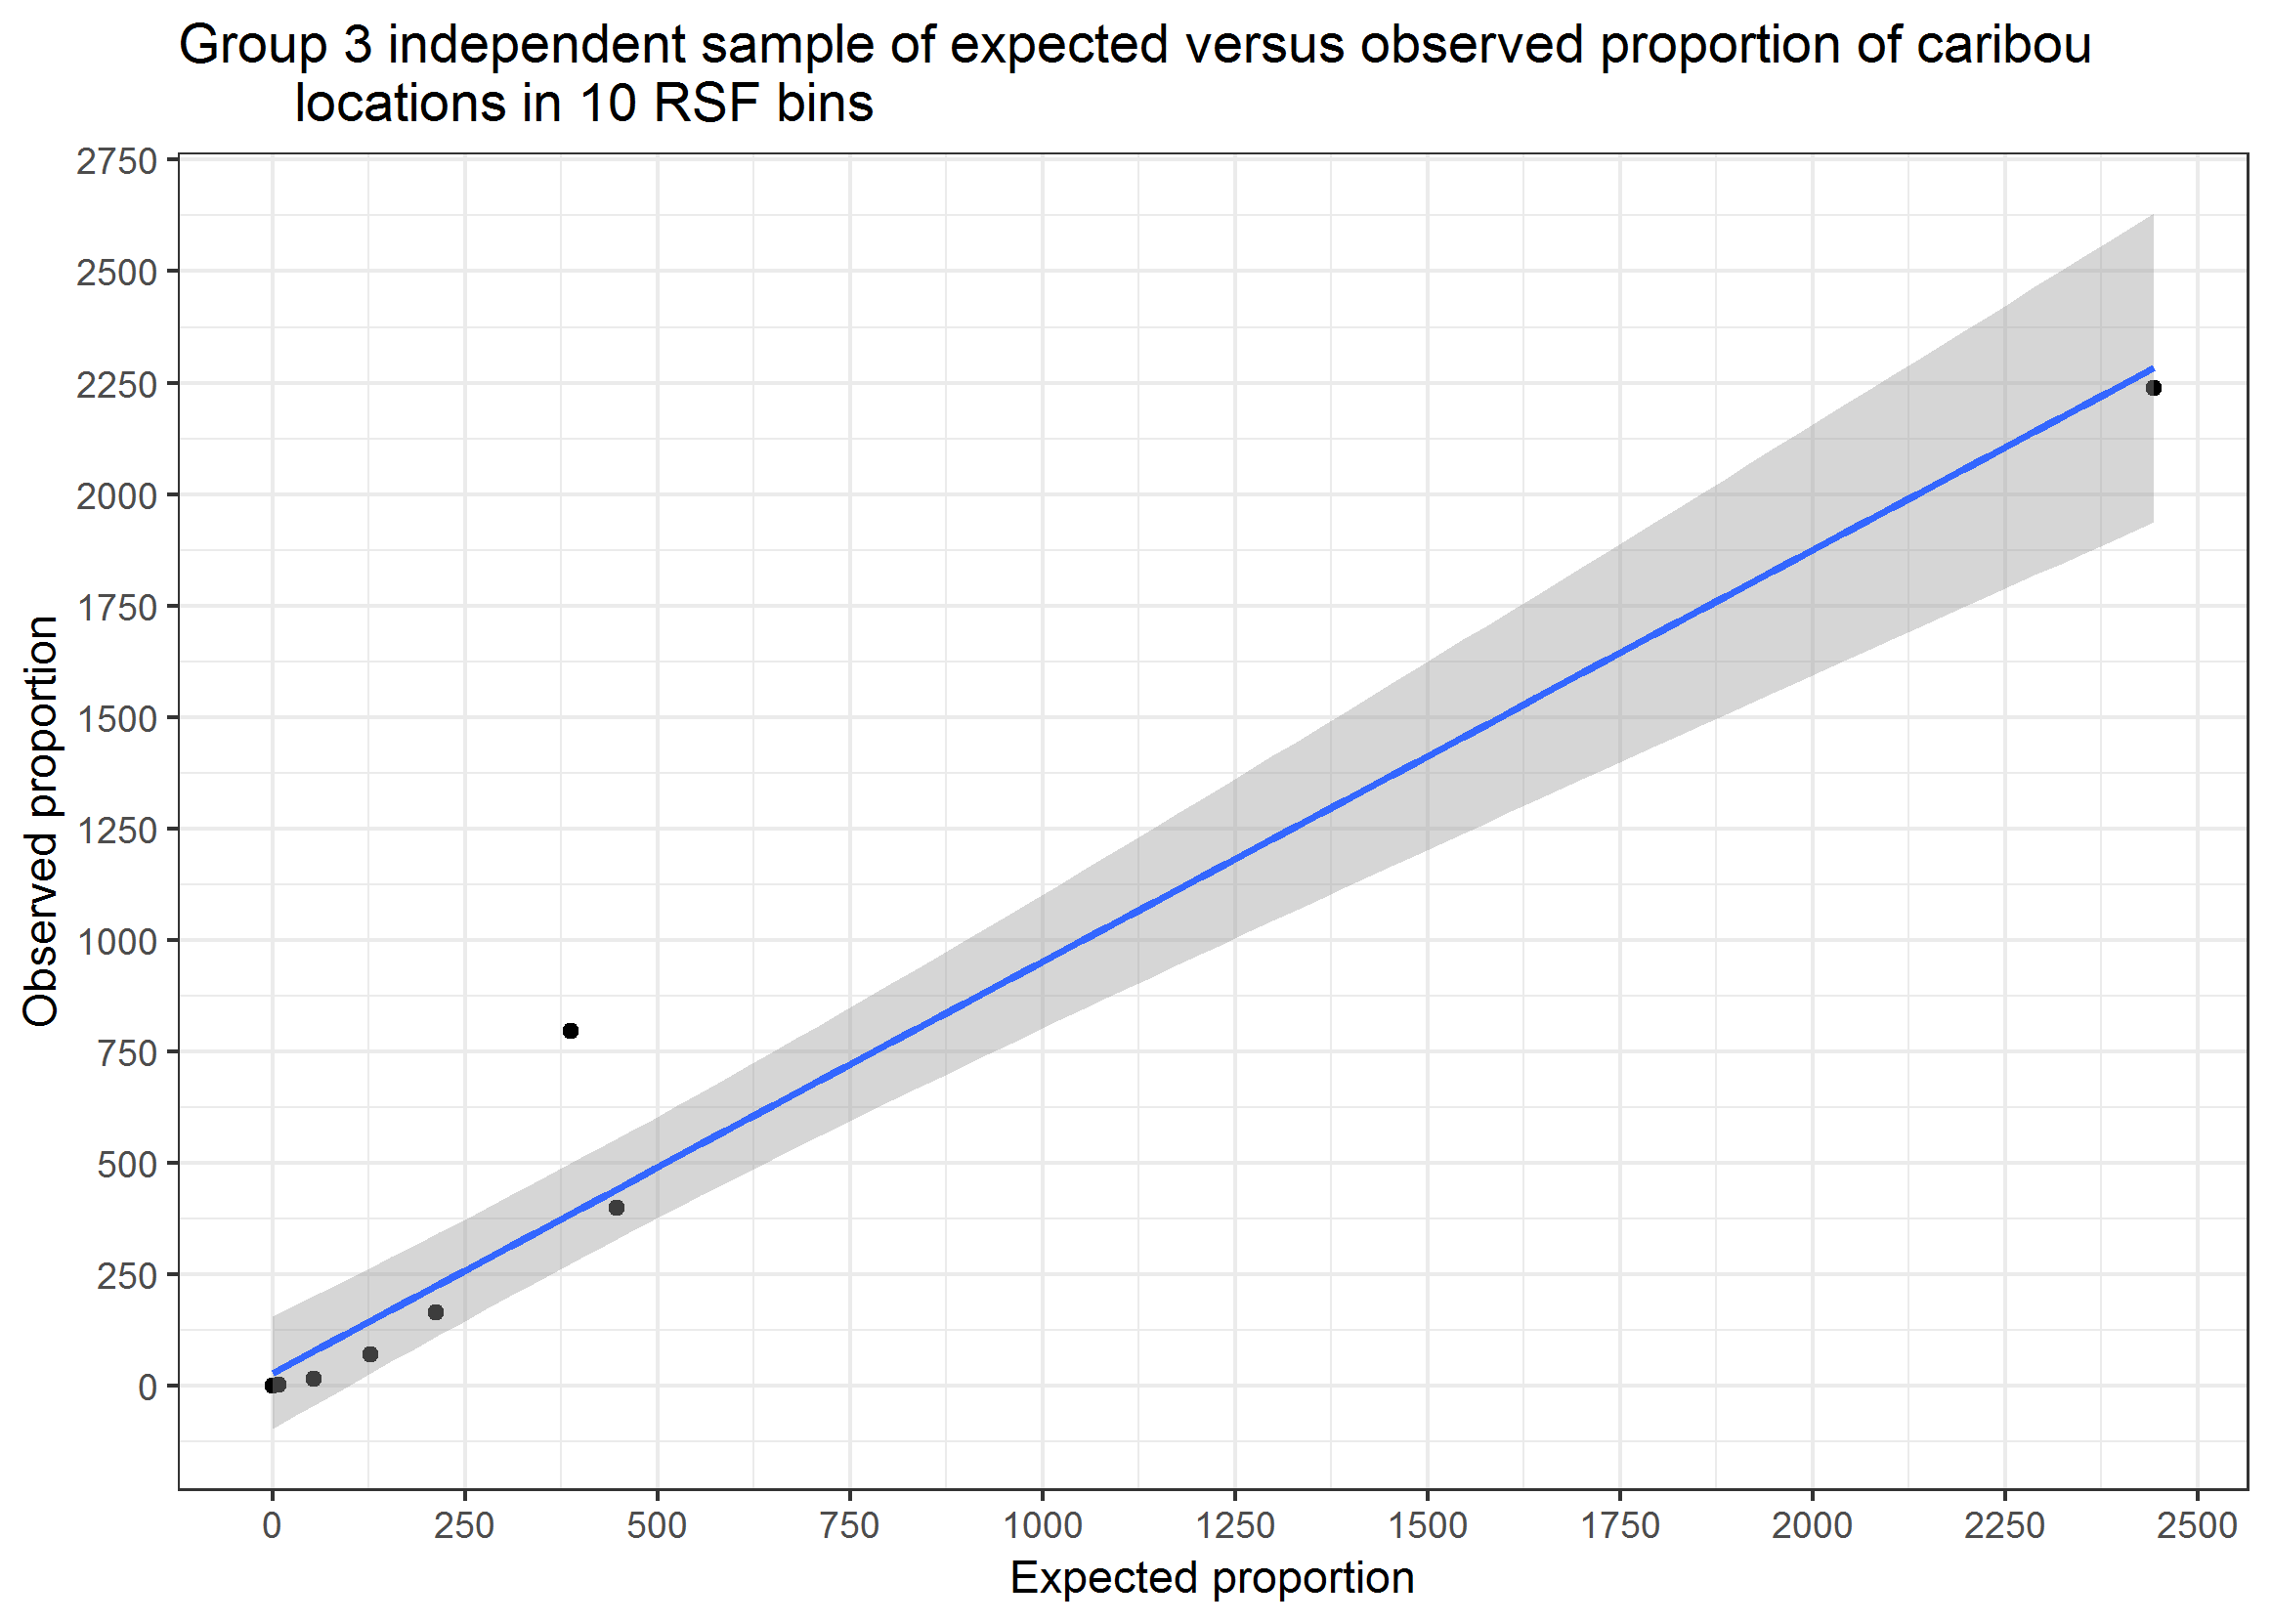 Group 3 independent sample of expected versus observed proportion of caribou
locations in 10 RSF bins
2750
2500
2250
2000
1750
1500
1250
1000
750
500
250
0
Observed proportion
0 250 500 750 1000 1250 1500 1750 2000 2250 2500
Expected proportion